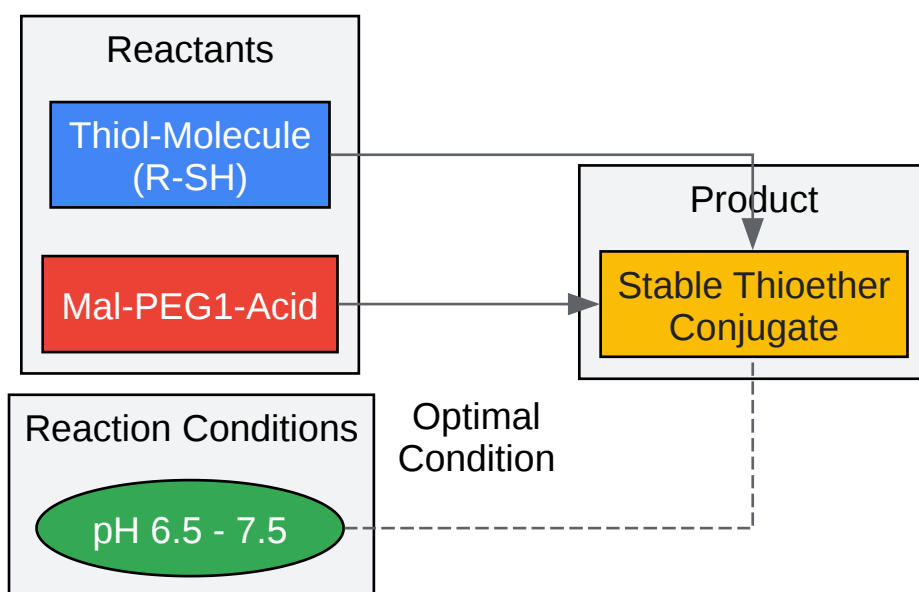 Reactants
Thiol-Molecule
(R-SH)
Mal-PEG1-Acid
Product
Stable Thioether
Conjugate
Reaction Conditions
pH 6.5 - 7.5
Optimal
Condition